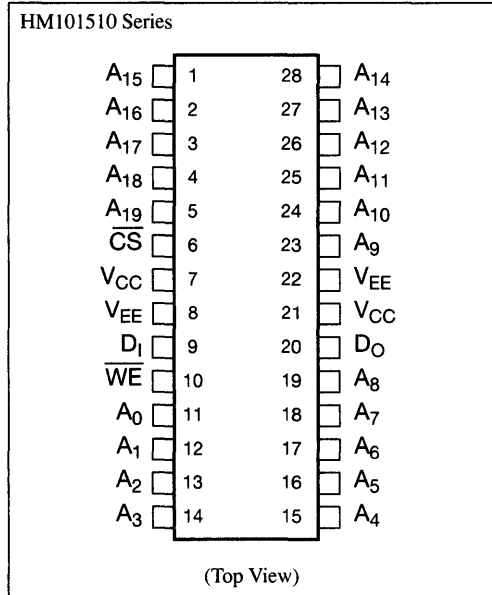 HM101510 Series
A15 1 28 A14
A16 2 27 A13
A17 3 26 A12
A18 4 25 A11
A19 5 24 A10
C̅S̅ 6 23 A9
VCC 7 22 VEE
VEE 8 21 VCC
DI 9 20 DO
W̅E̅ 10 19 A8
A0 11 18 A7
A1 12 17 A6
A2 13 16 A5
A3 14 15 A4
(Top View)